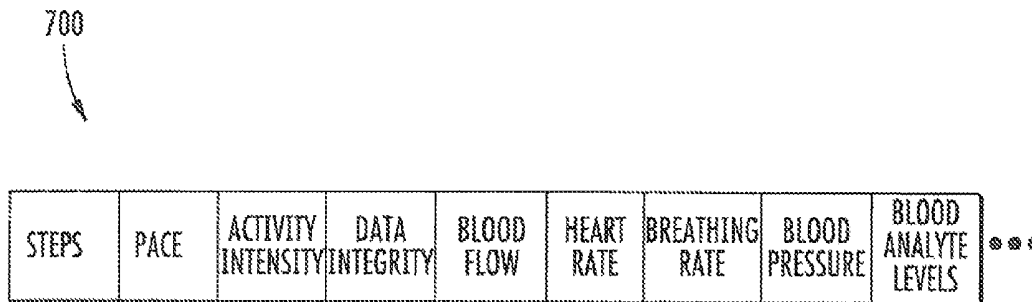 700
STEPS
PACE
ACTIVITY
INTENSITY
DATA
INTEGRITY
BLOOD
FLOW
HEART
RATE
BREATHING
RATE
BLOOD
PRESSURE
BLOOD
ANALYTE
LEVELS